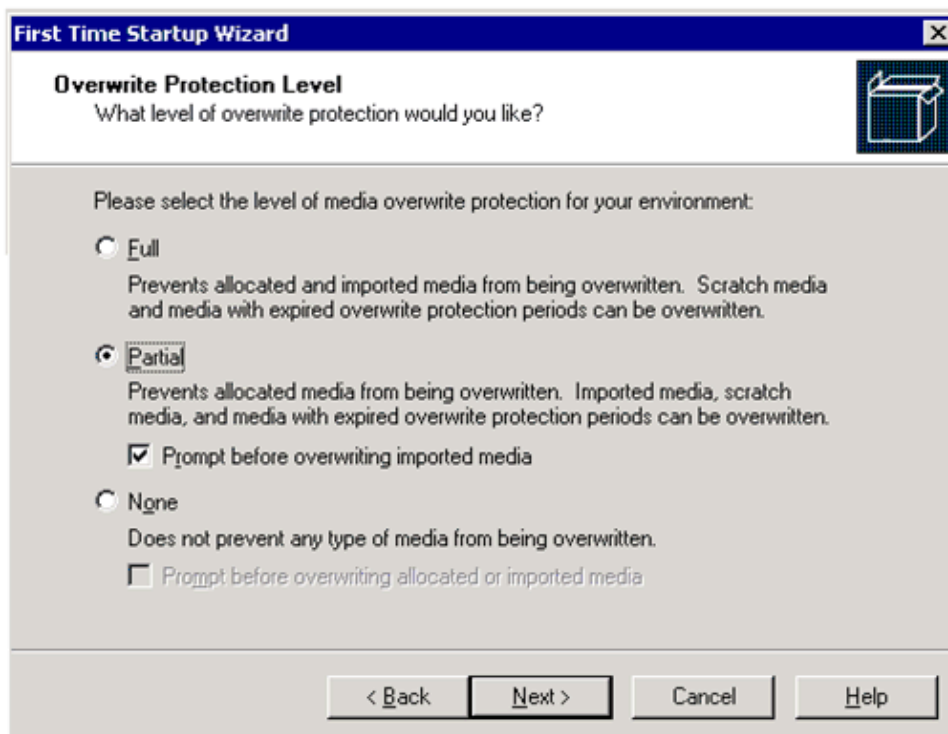 First Time Startup Wizard
Overwrite Protection Level
What level of overwrite protection would you like?
Please select the level of media overwrite protection for your environment:
Full
Prevents allocated and imported media from being overwritten. Scratch media
and media with expired overwrite protection periods can be overwritten.
Partial
Prevents allocated media from being overwritten. Imported media, scratch
media, and media with expired overwrite protection periods can be overwritten.
Prompt before overwriting imported media
None
Does not prevent any type of media from being overwritten.
Prompt before overwriting allocated or imported media
< Back Next > Cancel Help